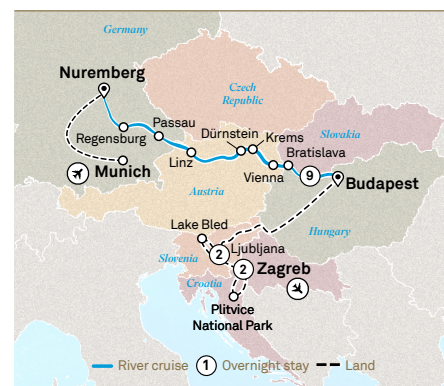 Germany
Nuremberg
Czech
Republic
Passau
Regensburg
Dürnstein
Krems
Slovakia
Linz
Bratislava
Munich
Vienna
9
Budapest
Austria
Lake Bled
Hungary
2
Ljubljana
Slovenia
2
Zagreb
Croatia
Plitvice
National Park
River cruise
1
Overnight stay
Land